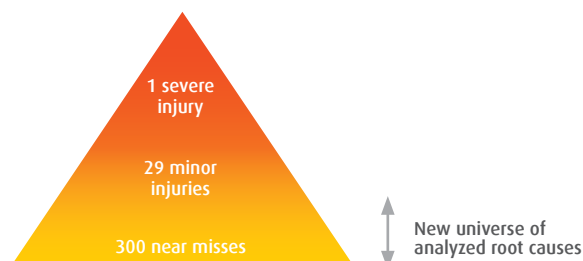 1 severe
injury
29 minor
injuries
300 near misses
New universe of
analyzed root causes